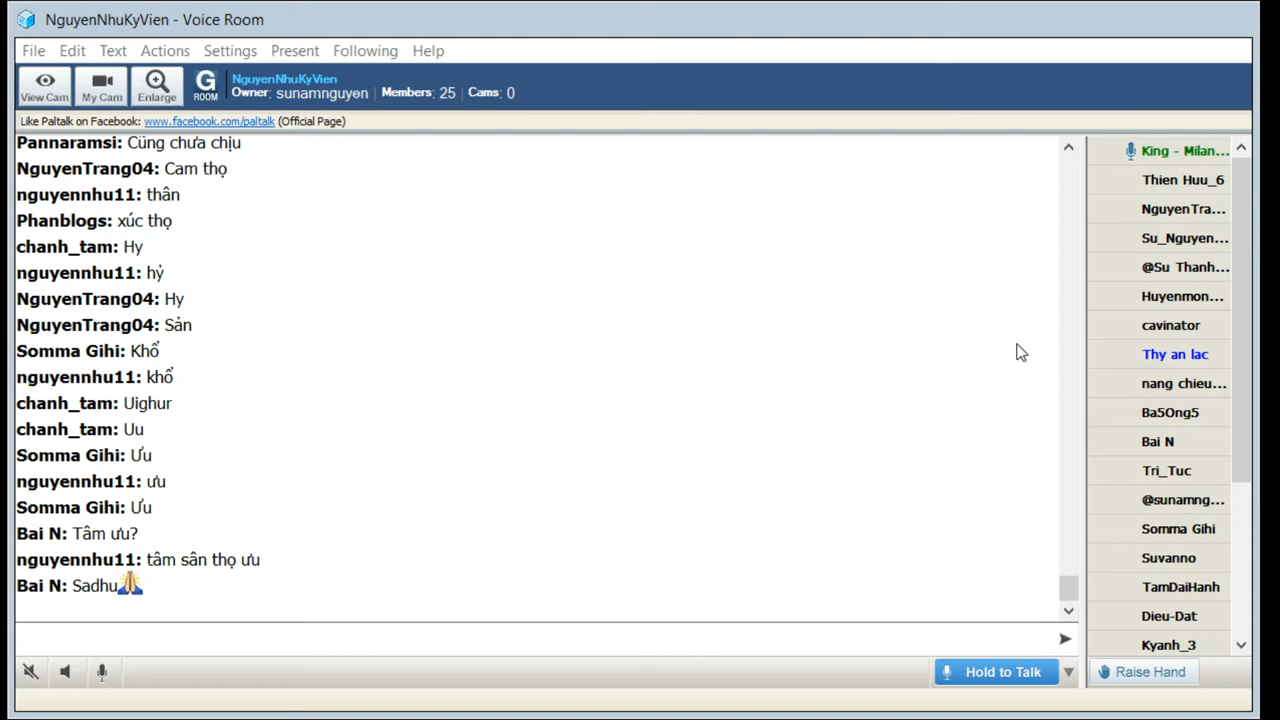 NguyenNhuKyVien - Voice Room
File Edit Text Actions Settings Present Following Help
View Cam My Cam Enlarge G ROOM NguyenNhuKyVien
Owner: sunamnguyen | Members: 25 | Cams: 0
Like Paltalk on Facebook: www.facebook.com/paltalk (Official Page)
Pannaramsi: Cũng chưa chịu
NguyenTrang04: Cam thọ
nguyennhu11: thân
Phanblogs: xúc thọ
chanh_tam: Hy
nguyennhu11: hỷ
NguyenTrang04: Hy
NguyenTrang04: Sản
Somma Gihi: Khổ
nguyennhu11: khổ
chanh_tam: Uighur
chanh_tam: Uu
Somma Gihi: Ưu
nguyennhu11: ưu
Somma Gihi: Ưu
Bai N: Tâm ưu?
nguyennhu11: tâm sân thọ ưu
Bai N: Sadhu🙏
King - Milan...
Thien Huu_6
NguyenTra...
Su_Nguyen...
@Su Thanh...
Huyenmon...
cavinator
Thy an lac
nang chieu...
Ba5Ong5
Bai N
Tri_Tuc
@sunamng...
Somma Gihi
Suvanno
TamDaiHanh
Dieu-Dat
Kyanh_3
Hold to Talk
Raise Hand